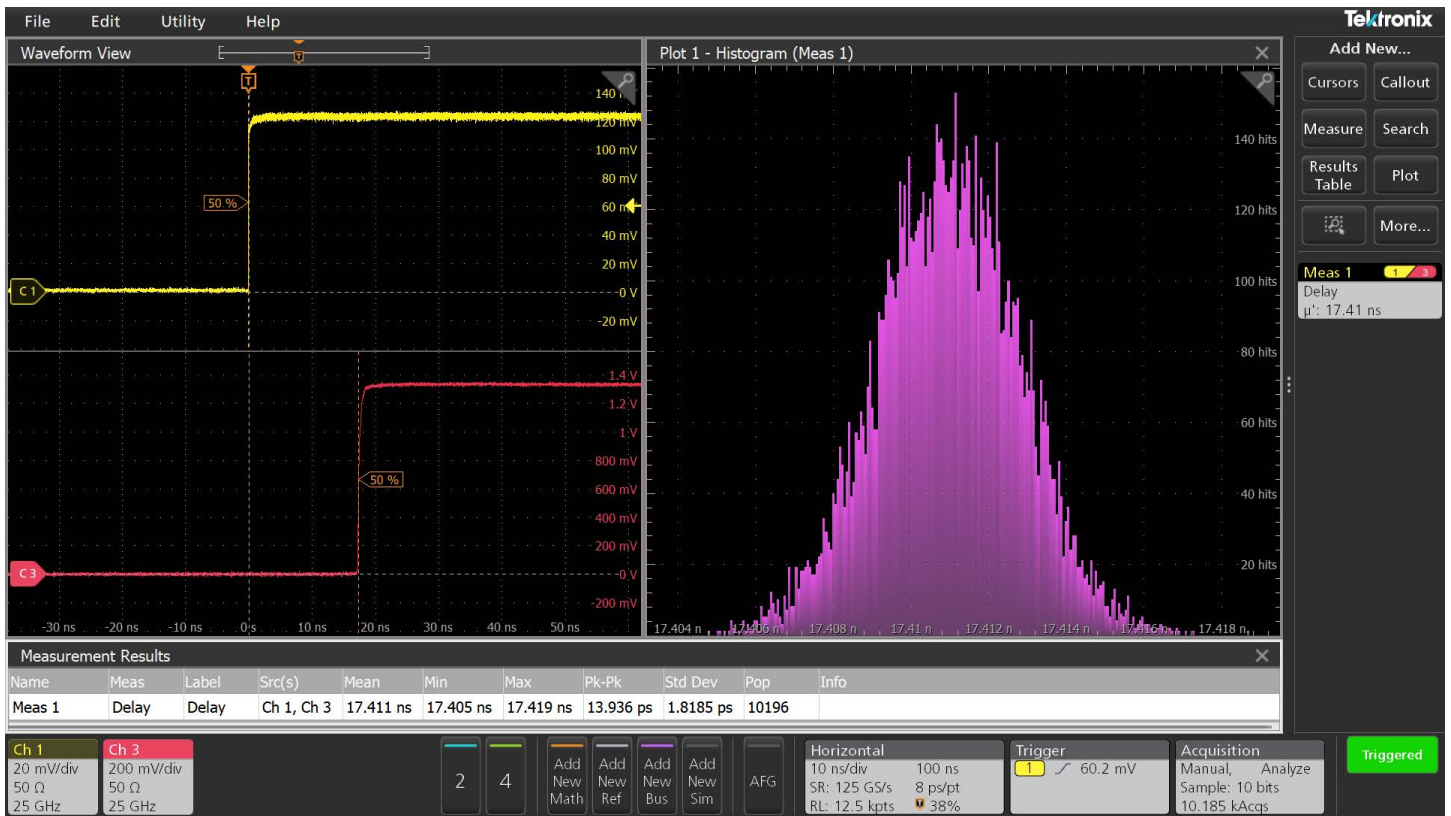 File Edit Utility Help
Tektronix
Waveform View
Plot 1 - Histogram (Meas 1)
Add New...
Cursors Callout
Measure Search
Results Table Plot
More...
Meas 1 1 3
Delay
µ': 17.41 ns
T
T
120 mV
100 mV
80 mV
40 mV
20 mV
0 V
-20 mV
50 %
C 1
1.4 V
1.2 V
1 V
800 mV
600 mV
400 mV
200 mV
0 V
-200 mV
50 %
C 3
-30 ns -20 ns -10 ns 0 s 10 ns 20 ns 30 ns 40 ns 50 ns
140 hits
120 hits
100 hits
80 hits
60 hits
40 hits
20 hits
17.404 n 17.406 n 17.408 n 17.41 n 17.412 n 17.414 n 17.416 n 17.418 n
Measurement Results
Name Meas Label Src(s) Mean Min Max Pk-Pk Std Dev Pop Info
Meas 1 Delay Delay Ch 1, Ch 3 17.411 ns 17.405 ns 17.419 ns 13.936 ps 1.8185 ps 10196
Ch 1
20 mV/div
50 Ω
25 GHz
Ch 3
200 mV/div
50 Ω
25 GHz
2
4
Add New Math
Add New Ref
Add New Bus
Add New Sim
AFG
Horizontal
10 ns/div 100 ns
SR: 125 GS/s 8 ps/pt
RL: 12.5 kpts 38%
Trigger
1 60.2 mV
Acquisition
Manual, Analyze
Sample: 10 bits
10.185 kAcqs
Triggered